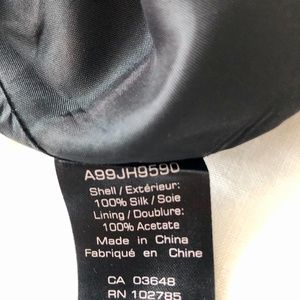 A99JH9590
Shell / Extérieur:
100% Silk / Soie
Lining / Doublure:
100% Acetate
Made in China
Fabriqué en Chine
CA 03648
RN 102785